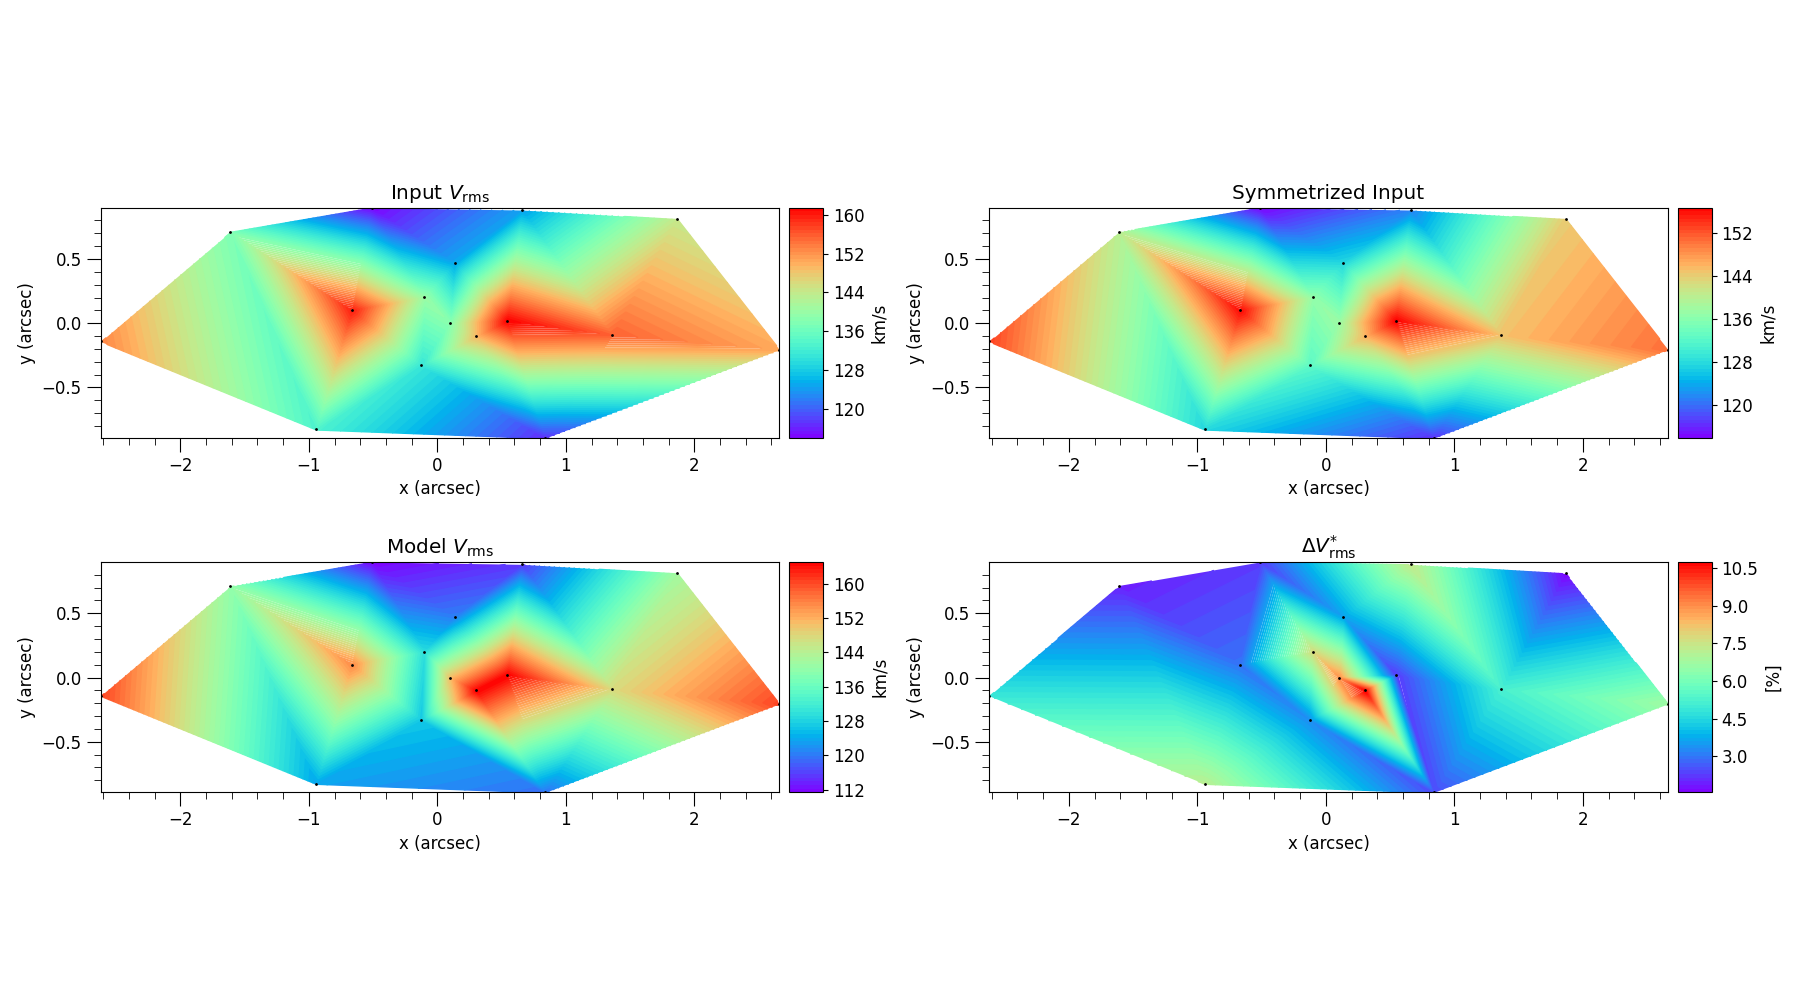 Input V_rms
Symmetrized Input
y (arcsec)
0.5
0.0
−0.5
−2 −1 0 1 2
x (arcsec)
160
152
144
136
128
120
km/s
y (arcsec)
0.5
0.0
−0.5
−2 −1 0 1 2
x (arcsec)
152
144
136
128
120
km/s
Model V_rms
ΔV*_rms
y (arcsec)
0.5
0.0
−0.5
−2 −1 0 1 2
x (arcsec)
160
152
144
136
128
120
112
km/s
y (arcsec)
0.5
0.0
−0.5
−2 −1 0 1 2
x (arcsec)
10.5
9.0
7.5
6.0
4.5
3.0
[%]